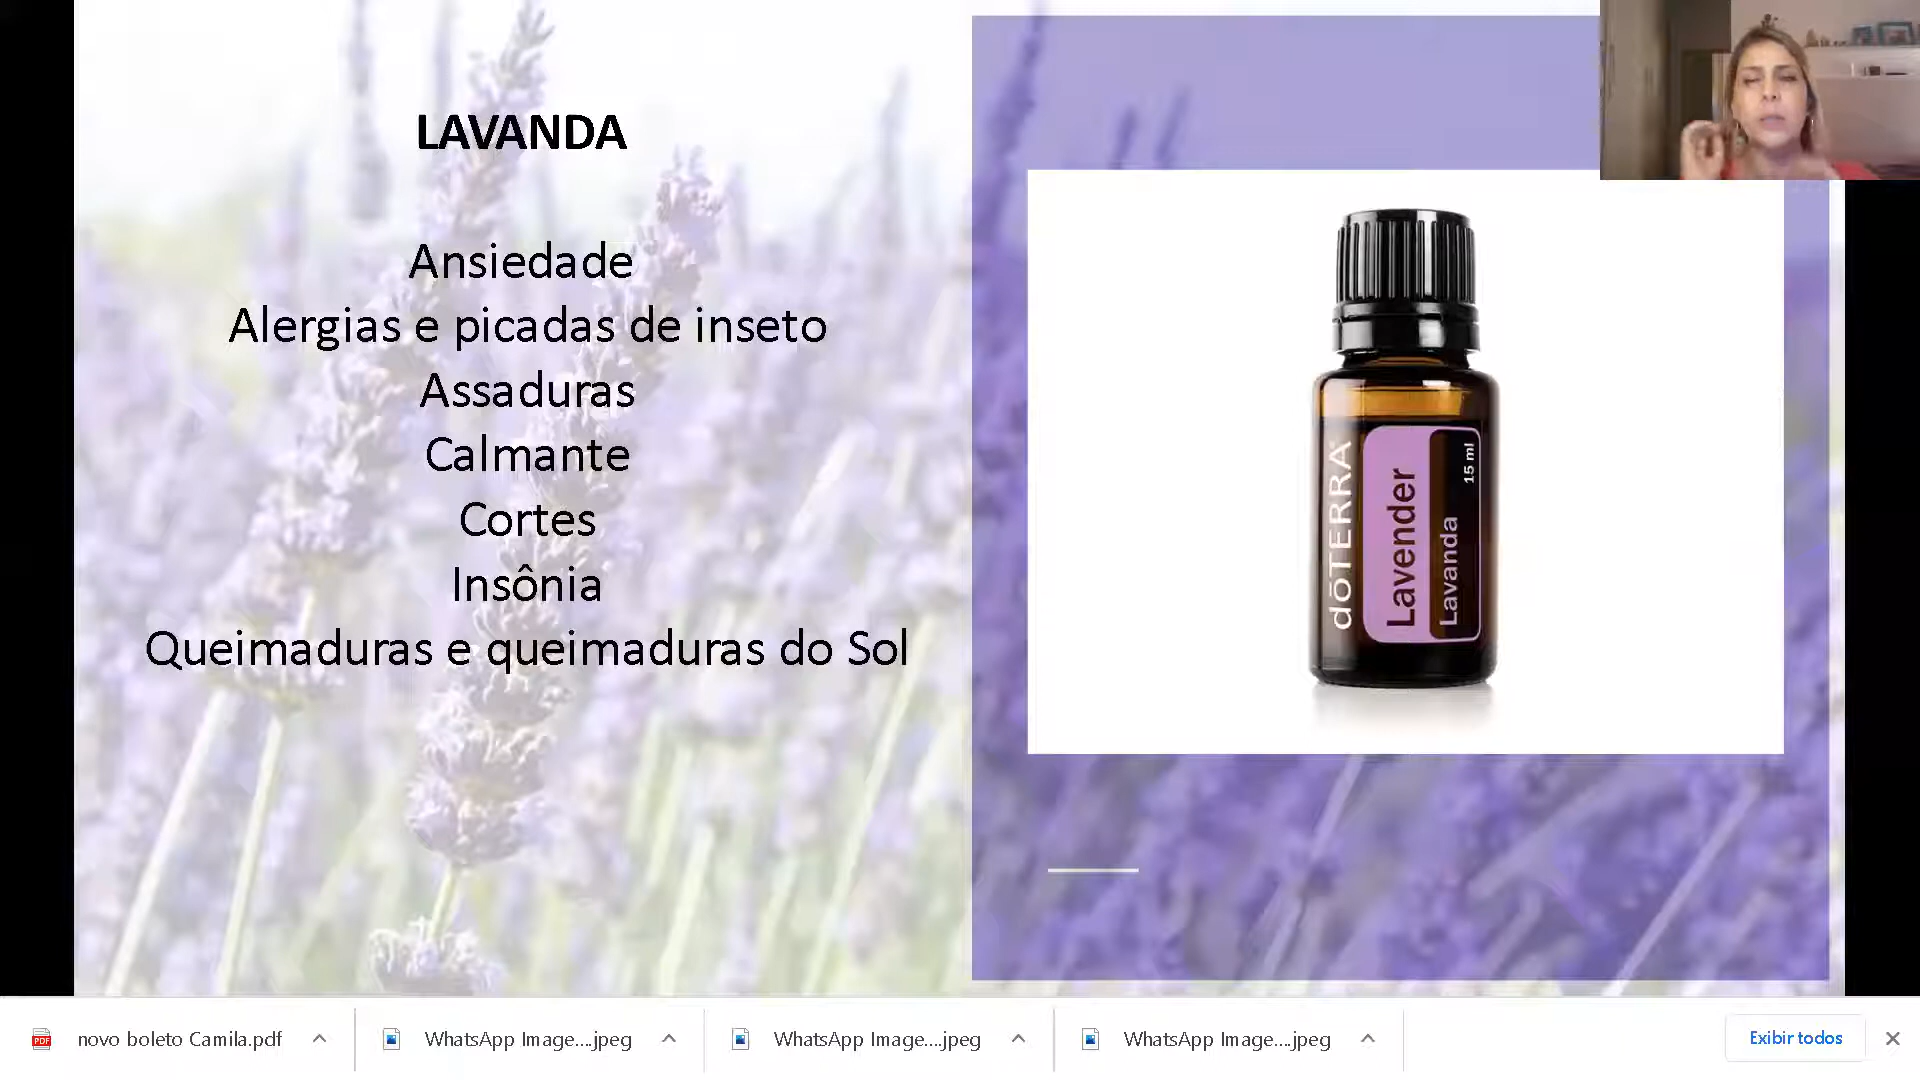 LAVANDA
Ansiedade
Alergias e picadas de inseto
Assaduras
Calmante
Cortes
Insônia
Queimaduras e queimaduras do Sol
dōTERRA
Lavender
Lavanda
15 ml
PDF
novo boleto Camila.pdf
WhatsApp Image....jpeg
WhatsApp Image....jpeg
WhatsApp Image....jpeg
Exibir todos